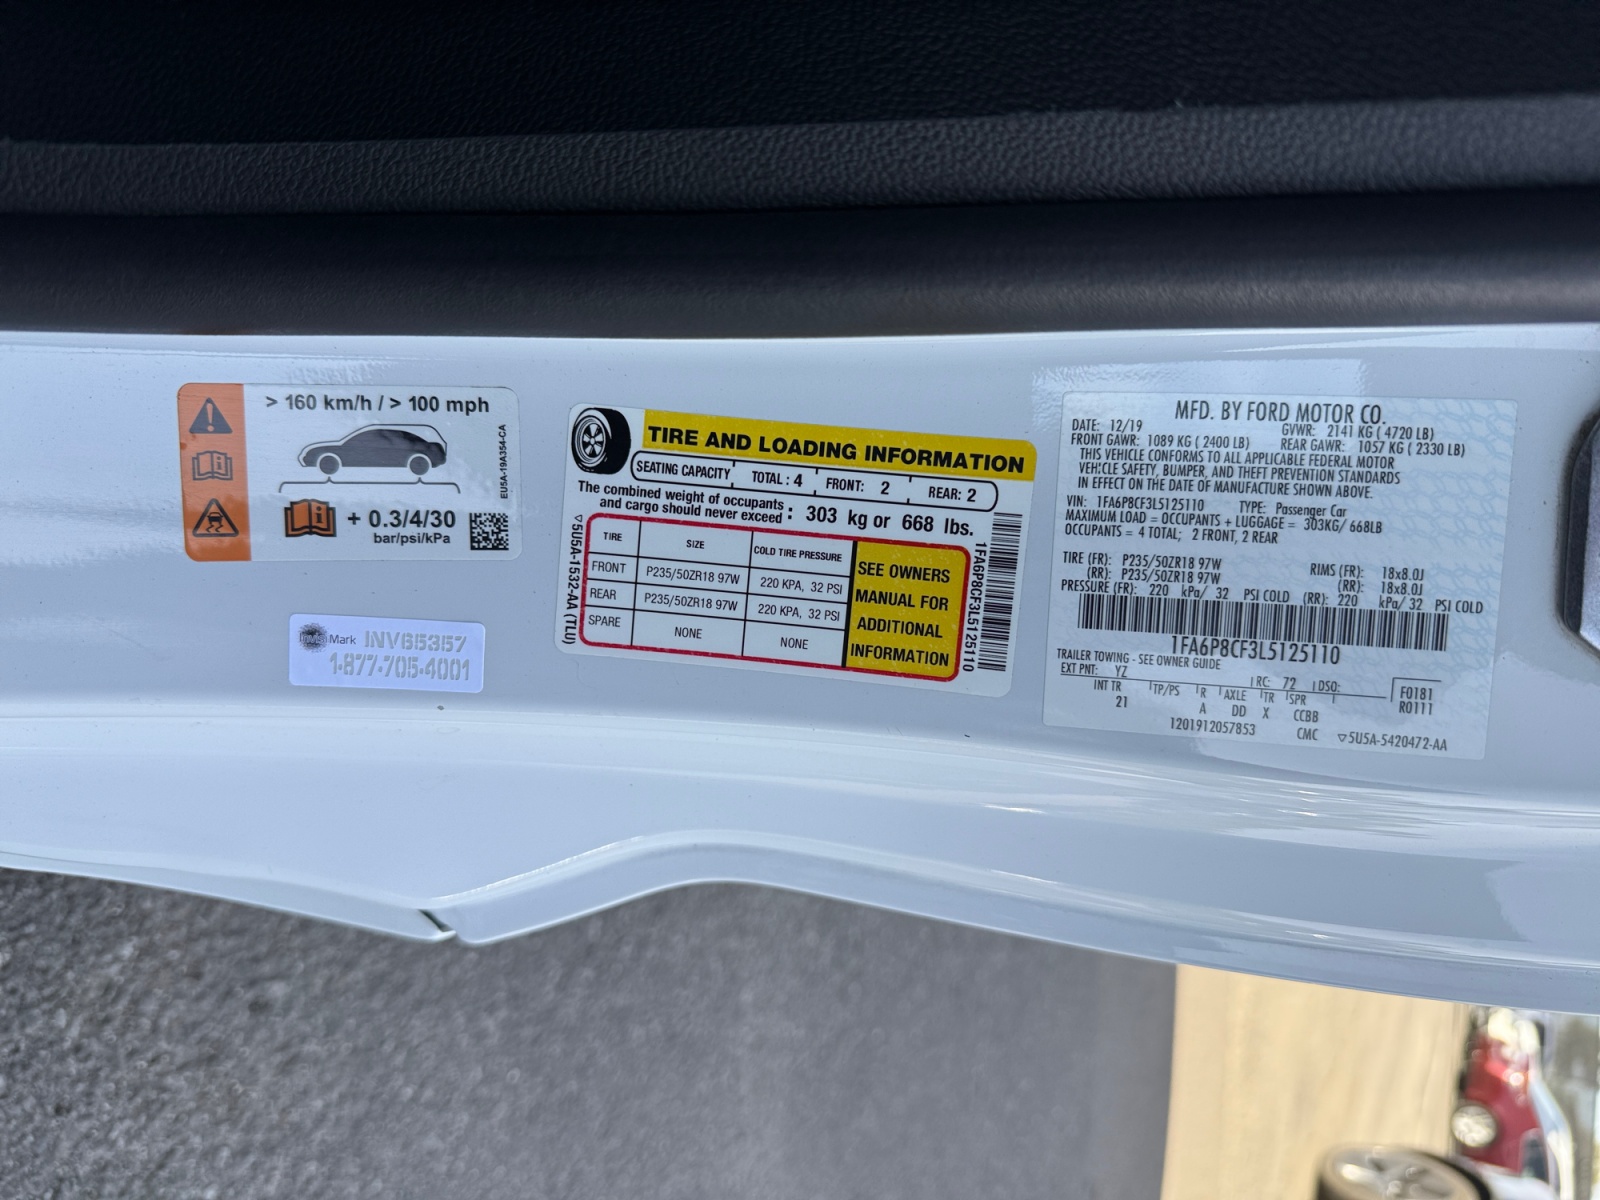 > 160 km/h / > 100 mph
+ 0.3/4/30
bar/psi/kPa
EU5A-19A354-CA
Mark INV65357
1-877-705-4001
TIRE AND LOADING INFORMATION
SEATING CAPACITY TOTAL : 4 FRONT: 2 REAR: 2
The combined weight of occupants
and cargo should never exceed : 303 kg or 668 lbs.
TIRE SIZE COLD TIRE PRESSURE
FRONT P235/50ZR18 97W 220 KPA, 32 PSI
REAR P235/50ZR18 97W 220 KPA, 32 PSI
SPARE NONE NONE
SEE OWNERS
MANUAL FOR
ADDITIONAL
INFORMATION
5U5A-1532-AA (TLU)
1FA6P8CF3L5125110
MFD. BY FORD MOTOR CO.
DATE: 12/19 GVWR: 2141 KG ( 4720 LB)
FRONT GAWR: 1089 KG ( 2400 LB) REAR GAWR: 1057 KG ( 2330 LB)
THIS VEHICLE CONFORMS TO ALL APPLICABLE FEDERAL MOTOR
VEHICLE SAFETY, BUMPER, AND THEFT PREVENTION STANDARDS
IN EFFECT ON THE DATE OF MANUFACTURE SHOWN ABOVE.
VIN: 1FA6P8CF3L5125110 TYPE: Passenger Car
MAXIMUM LOAD = OCCUPANTS + LUGGAGE = 303KG/ 668LB
OCCUPANTS = 4 TOTAL; 2 FRONT, 2 REAR
TIRE (FR): P235/50ZR18 97W RIMS (FR): 18x8.0J
(RR): P235/50ZR18 97W (RR): 18x8.0J
PRESSURE (FR): 220 kPa/ 32 PSI COLD (RR): 220 kPa/ 32 PSI COLD
1FA6P8CF3L5125110
TRAILER TOWING - SEE OWNER GUIDE
EXT PNT: YZ RC: 72 DSO: F0181
R0111
INT TR TP/PS R AXLE TR SPR
21 A DD X CCBB
1201912057853 CMC 5U5A-5420472-AA